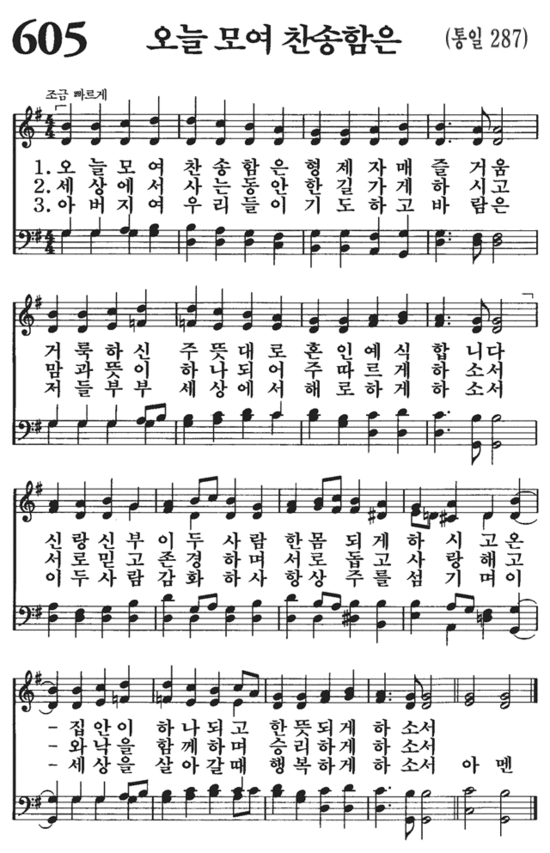 605 오늘 모여 찬송함은 (통일 287)
조금 빠르게
1. 오 늘 모 여 찬 송 함 은 형 제 자 매 즐 거 움
2. 세 상 에 서 사 는 동 안 한 길 가 게 하 시 고
3. 아 버 지 여 우 리 들 이 기 도 하 고 바 람 은
거 룩 하 신 주 뜻 대 로 혼 인 예 식 합 니 다
맘 과 뜻 이 하 나 되 어 주 따 르 게 하 소 서
저 들 부 부 세 상 에 서 해 로 하 게 하 소 서
신 랑 신 부 이 두 사 람 한 몸 되 게 하 시 고 온
서 로 믿 고 존 경 하 며 서 로 돕 고 사 랑 해 고
이 두 사 람 감 화 하 사 항 상 주 를 섬 기 며 이
- 집 안 이 하 나 되 고 한 뜻 되 게 하 소 서
- 와 낙 을 함 께 하 며 승 리 하 게 하 소 서
- 세 상 을 살 아 갈 때 행 복 하 게 하 소 서 아 멘